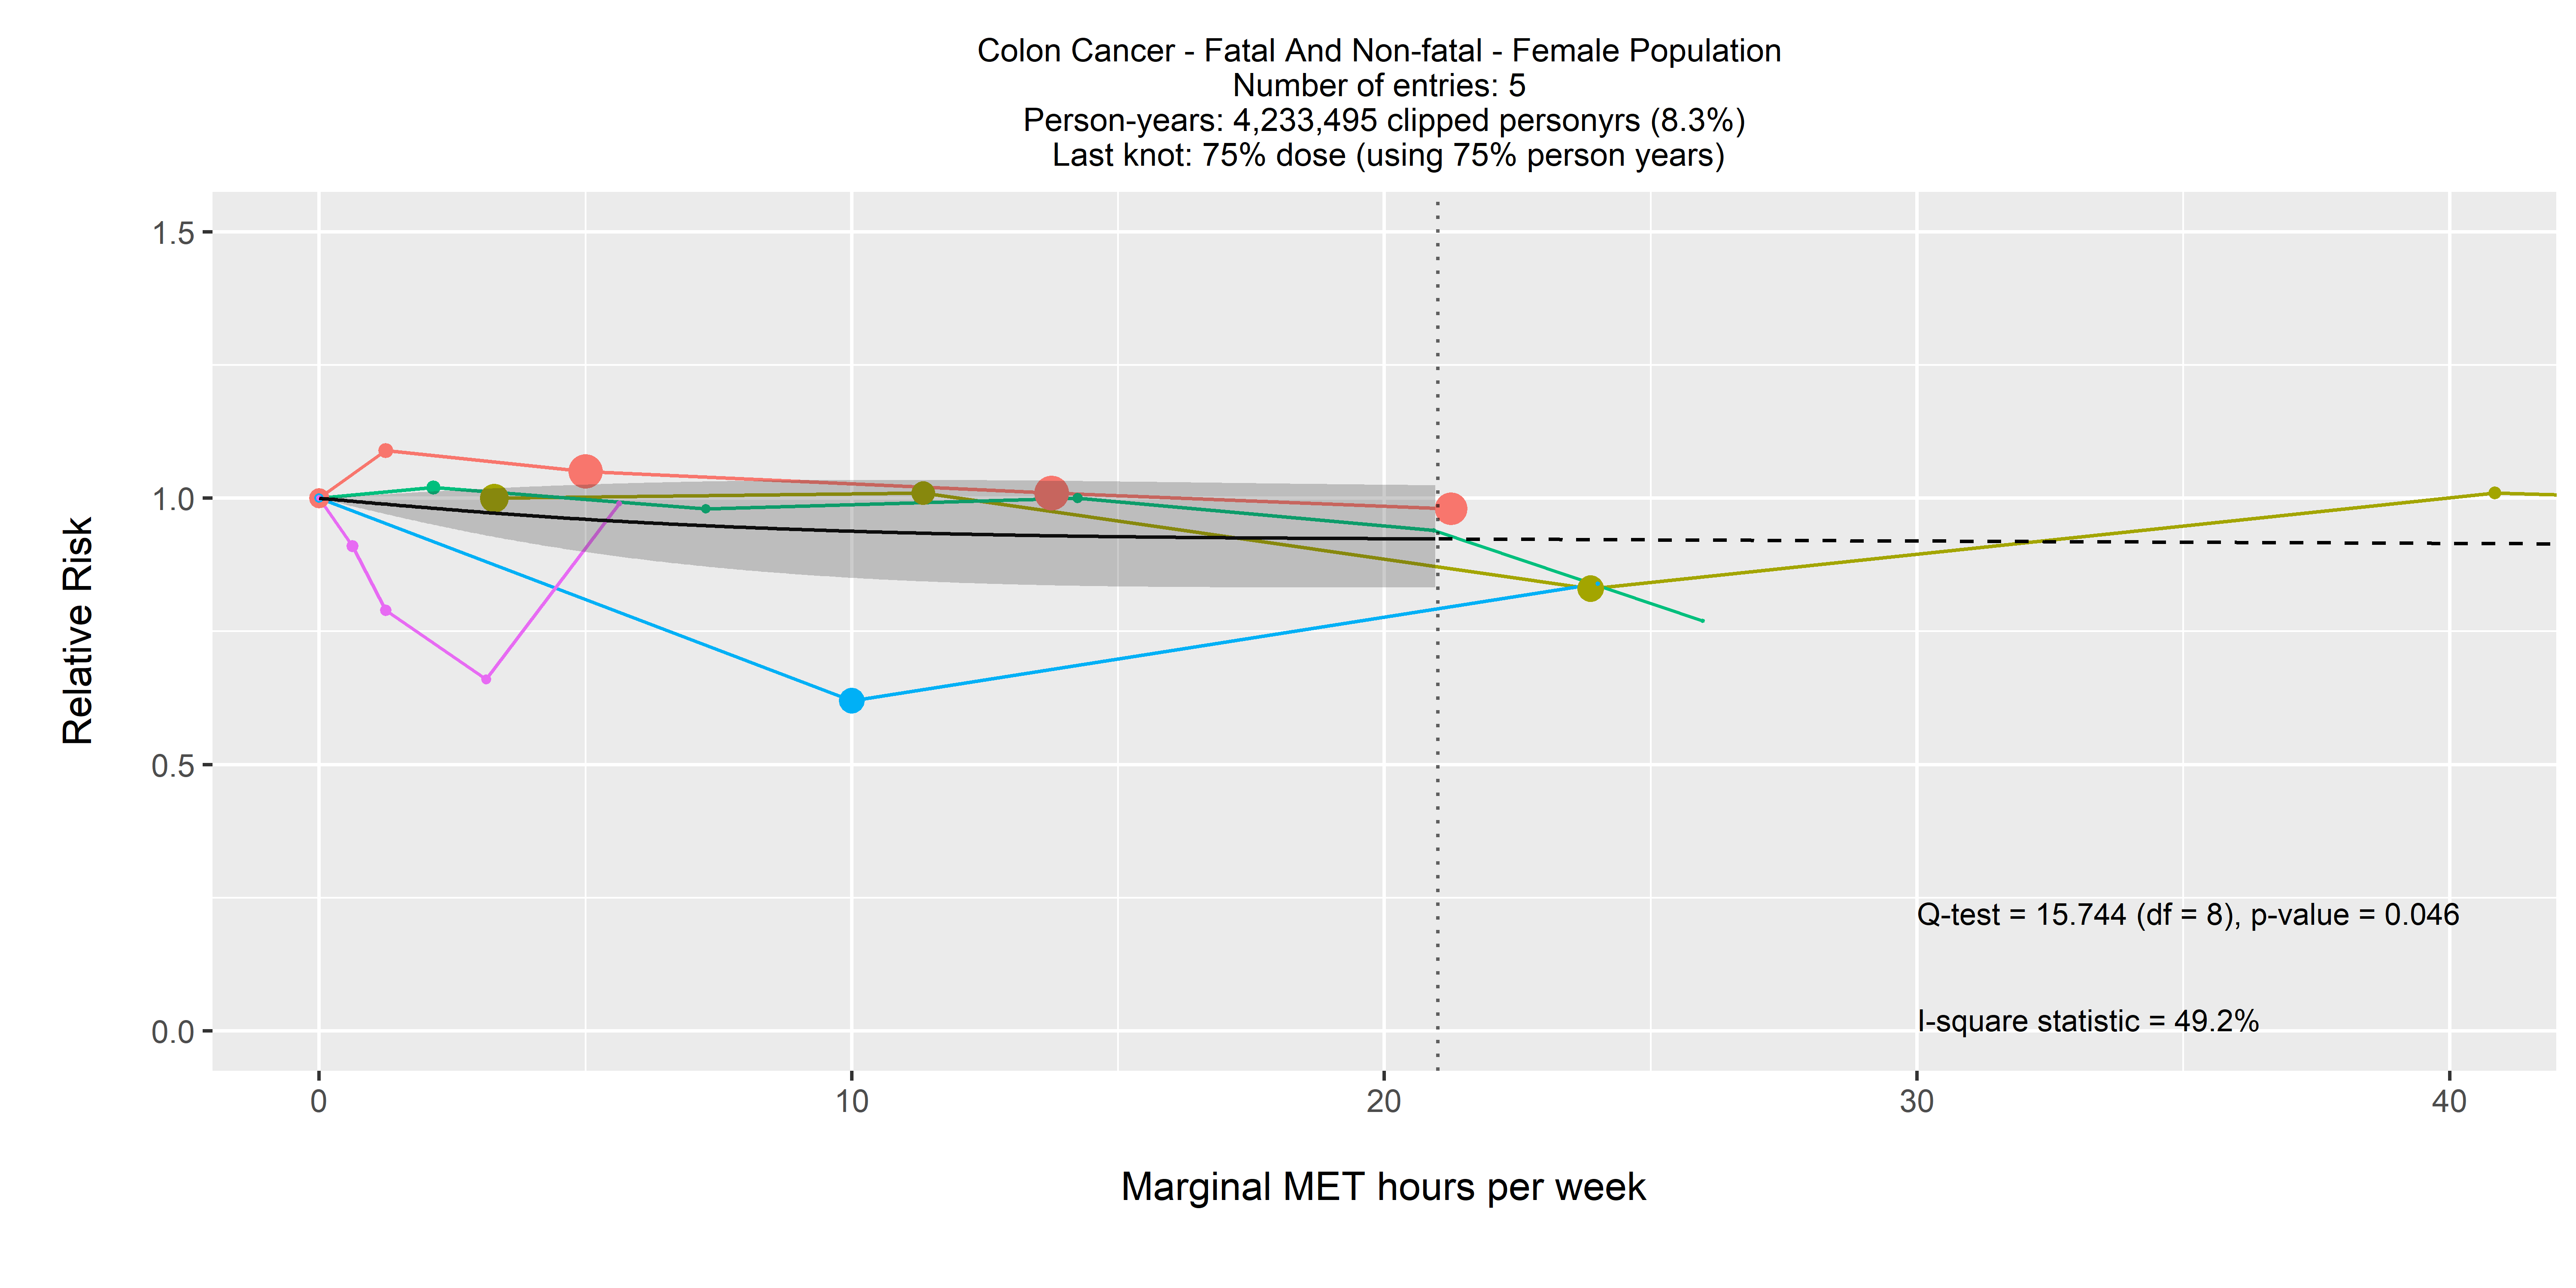 Colon Cancer - Fatal And Non-fatal - Female Population
Number of entries: 5
Person-years: 4,233,495 clipped personyrs (8.3%)
Last knot: 75% dose (using 75% person years)
1.5
1.0
0.5
0.0
Relative Risk
Q-test = 15.744 (df = 8), p-value = 0.046
I-square statistic = 49.2%
0 10 20 30 40
Marginal MET hours per week